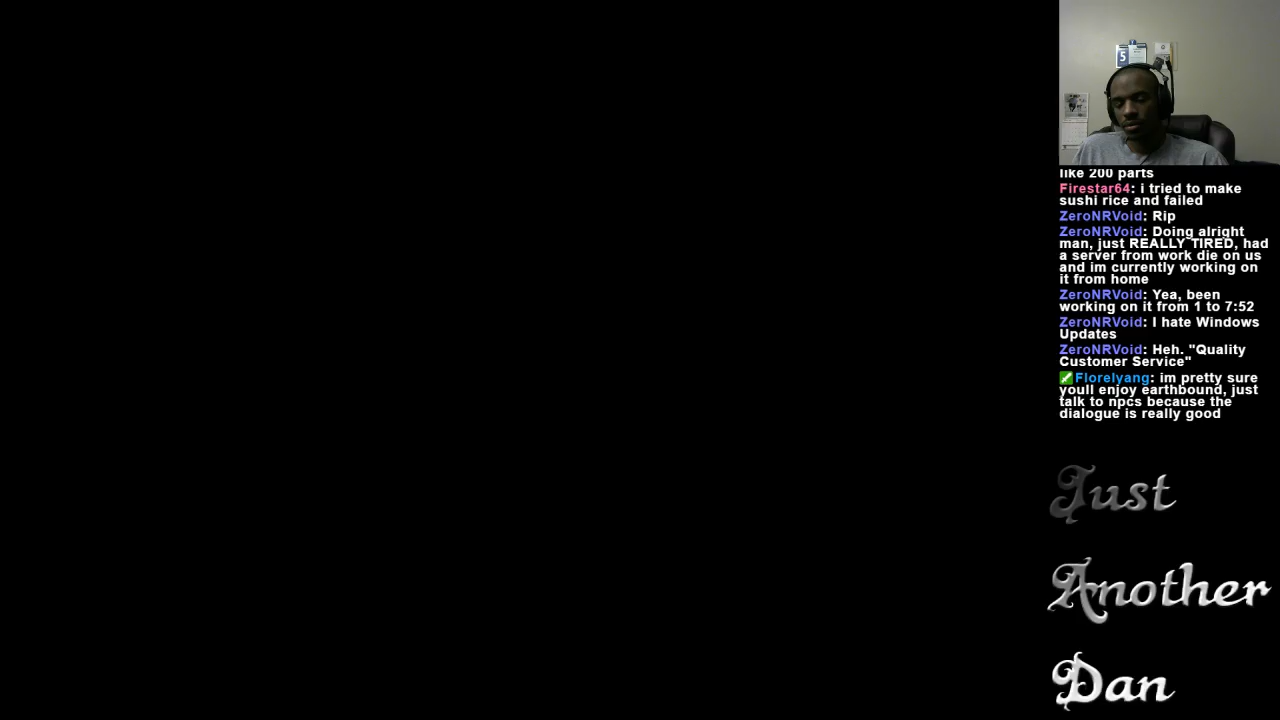 5
like 200 parts
Firestar64: i tried to make
sushi rice and failed
ZeroNRVoid: Rip
ZeroNRVoid: Doing alright
man, just REALLY TIRED, had
a server from work die on us
and im currently working on
it from home
ZeroNRVoid: Yea, been
working on it from 1 to 7:52
ZeroNRVoid: I hate Windows
Updates
ZeroNRVoid: Heh. "Quality
Customer Service"
Florelyang: im pretty sure
youll enjoy earthbound, just
talk to npcs because the
dialogue is really good
Just
Another
Dan